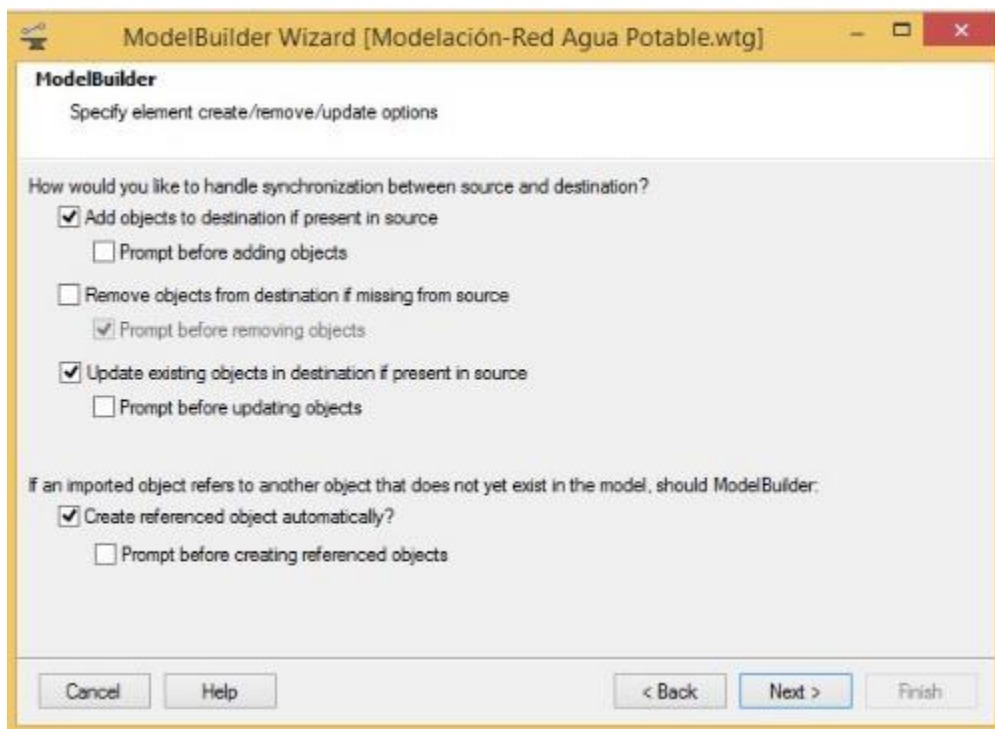 ModelBuilder Wizard [Modelación-Red Agua Potable.wtg]
ModelBuilder
Specify element create/remove/update options
How would you like to handle synchronization between source and destination?
Add objects to destination if present in source
Prompt before adding objects
Remove objects from destination if missing from source
Prompt before removing objects
Update existing objects in destination if present in source
Prompt before updating objects
If an imported object refers to another object that does not yet exist in the model, should ModelBuilder:
Create referenced object automatically?
Prompt before creating referenced objects
Cancel Help < Back Next > Finish